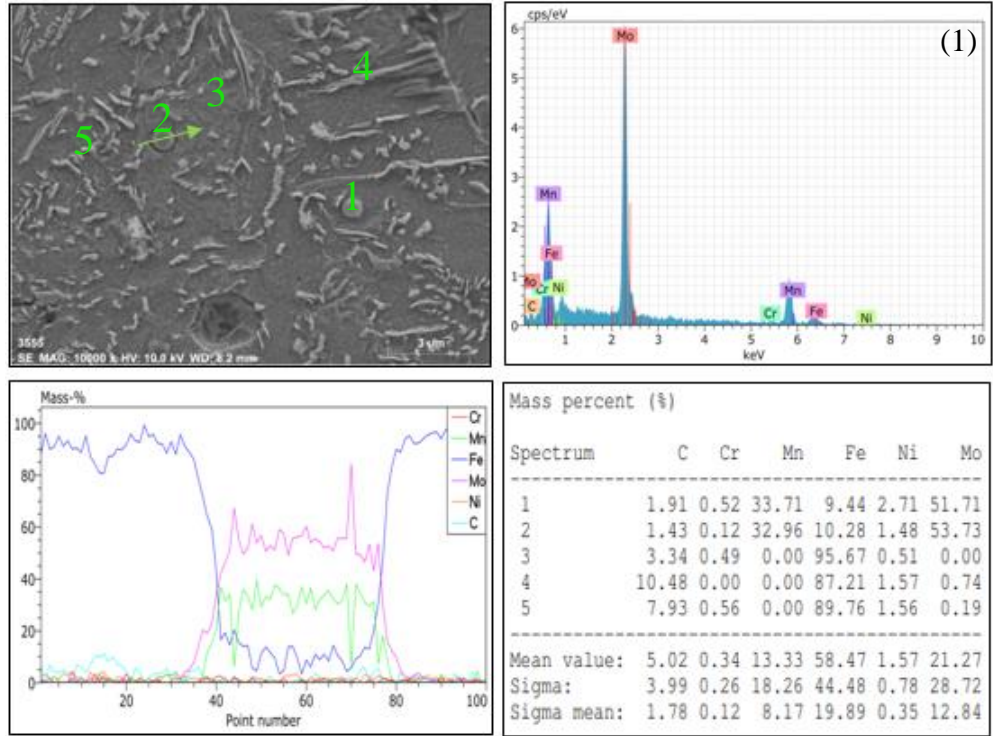 4
3
2
5
1
3555
SE MAG: 10000 x HV: 10.0 kV WD: 8.2 mm
3 µm
cps/eV
(1)
6
5
4
3
2
1
0
Mo
Mn
Fe
Mo
Cr
Ni
C
Cr
Mn
Fe
Ni
1 2 3 4 5 6 7 8 9 10
keV
Mass-%
100
80
60
40
20
0
Cr
Mn
Fe
Mo
Ni
C
20 40 60 80 100
Point number
Mass percent (%)
Spectrum C Cr Mn Fe Ni Mo
1 1.91 0.52 33.71 9.44 2.71 51.71
2 1.43 0.12 32.96 10.28 1.48 53.73
3 3.34 0.49 0.00 95.67 0.51 0.00
4 10.48 0.00 0.00 87.21 1.57 0.74
5 7.93 0.56 0.00 89.76 1.56 0.19
Mean value: 5.02 0.34 13.33 58.47 1.57 21.27
Sigma: 3.99 0.26 18.26 44.48 0.78 28.72
Sigma mean: 1.78 0.12 8.17 19.89 0.35 12.84